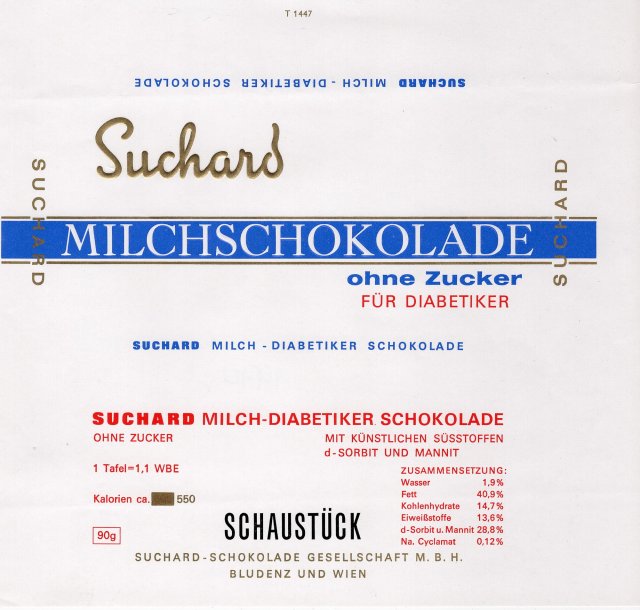 T 1447
SUCHARD MILCH - DIABETIKER SCHOKOLADE
Suchard
SUCHARD
SUCHARD
MILCHSCHOKOLADE
ohne Zucker
FÜR DIABETIKER
SUCHARD MILCH - DIABETIKER SCHOKOLADE
SUCHARD MILCH-DIABETIKER SCHOKOLADE
OHNE ZUCKER
MIT KÜNSTLICHEN SÜSSTOFFEN
d-SORBIT UND MANNIT
1 Tafel=1,1 WBE
Kalorien ca. 550
90g
ZUSAMMENSETZUNG:
Wasser 1,9%
Fett 40,9%
Kohlenhydrate 14,7%
Eiweißstoffe 13,6%
d-Sorbit u. Mannit 28,8%
Na. Cyclamat 0,12%
SCHAUSTÜCK
SUCHARD-SCHOKOLADE GESELLSCHAFT M. B. H.
BLUDENZ UND WIEN